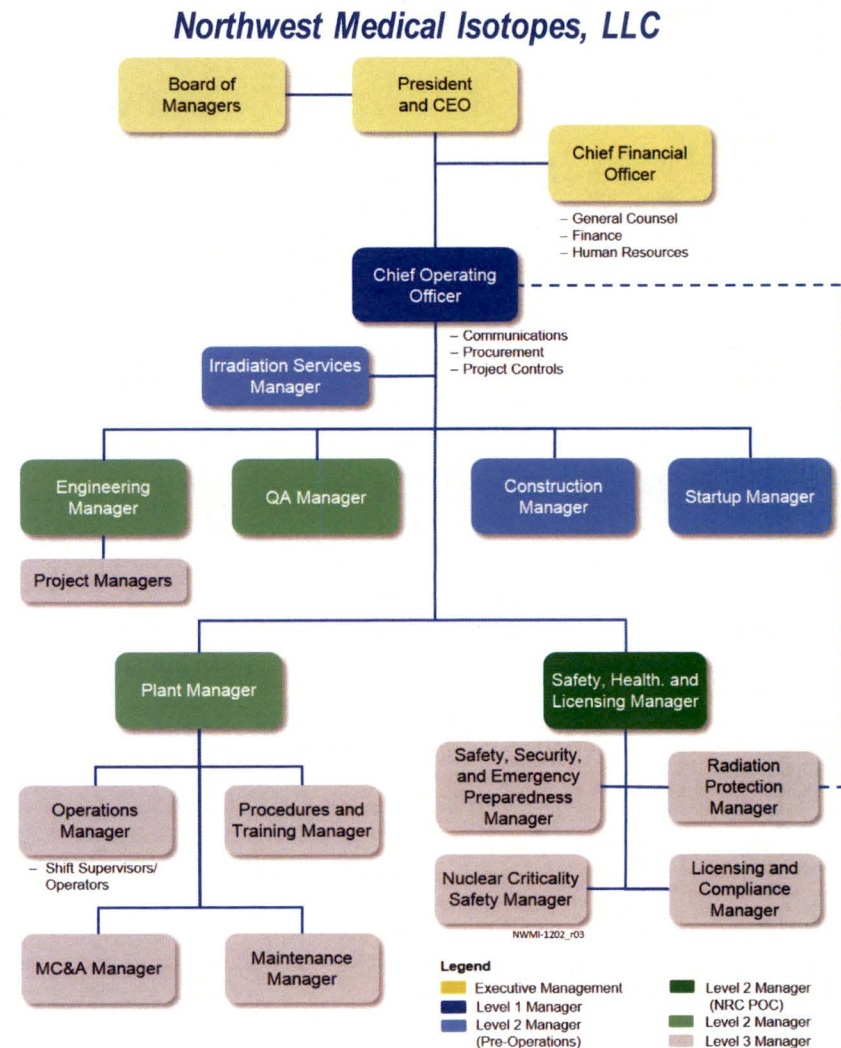 Northwest Medical Isotopes, LLC
Board of
Managers
President
and CEO
Chief Financial
Officer
– General Counsel
– Finance
– Human Resources
Chief Operating
Officer
– Communications
– Procurement
– Project Controls
Irradiation Services
Manager
Engineering
Manager
QA Manager
Construction
Manager
Startup Manager
Project Managers
Plant Manager
Safety, Health. and
Licensing Manager
Operations
Manager
– Shift Supervisors/
Operators
Procedures and
Training Manager
MC&A Manager
Maintenance
Manager
Safety, Security,
and Emergency
Preparedness
Manager
Radiation
Protection
Manager
Nuclear Criticality
Safety Manager
Licensing and
Compliance
Manager
NWMI-1202_r03
Legend
Executive Management
Level 1 Manager
Level 2 Manager
(Pre-Operations)
Level 2 Manager
(NRC POC)
Level 2 Manager
Level 3 Manager